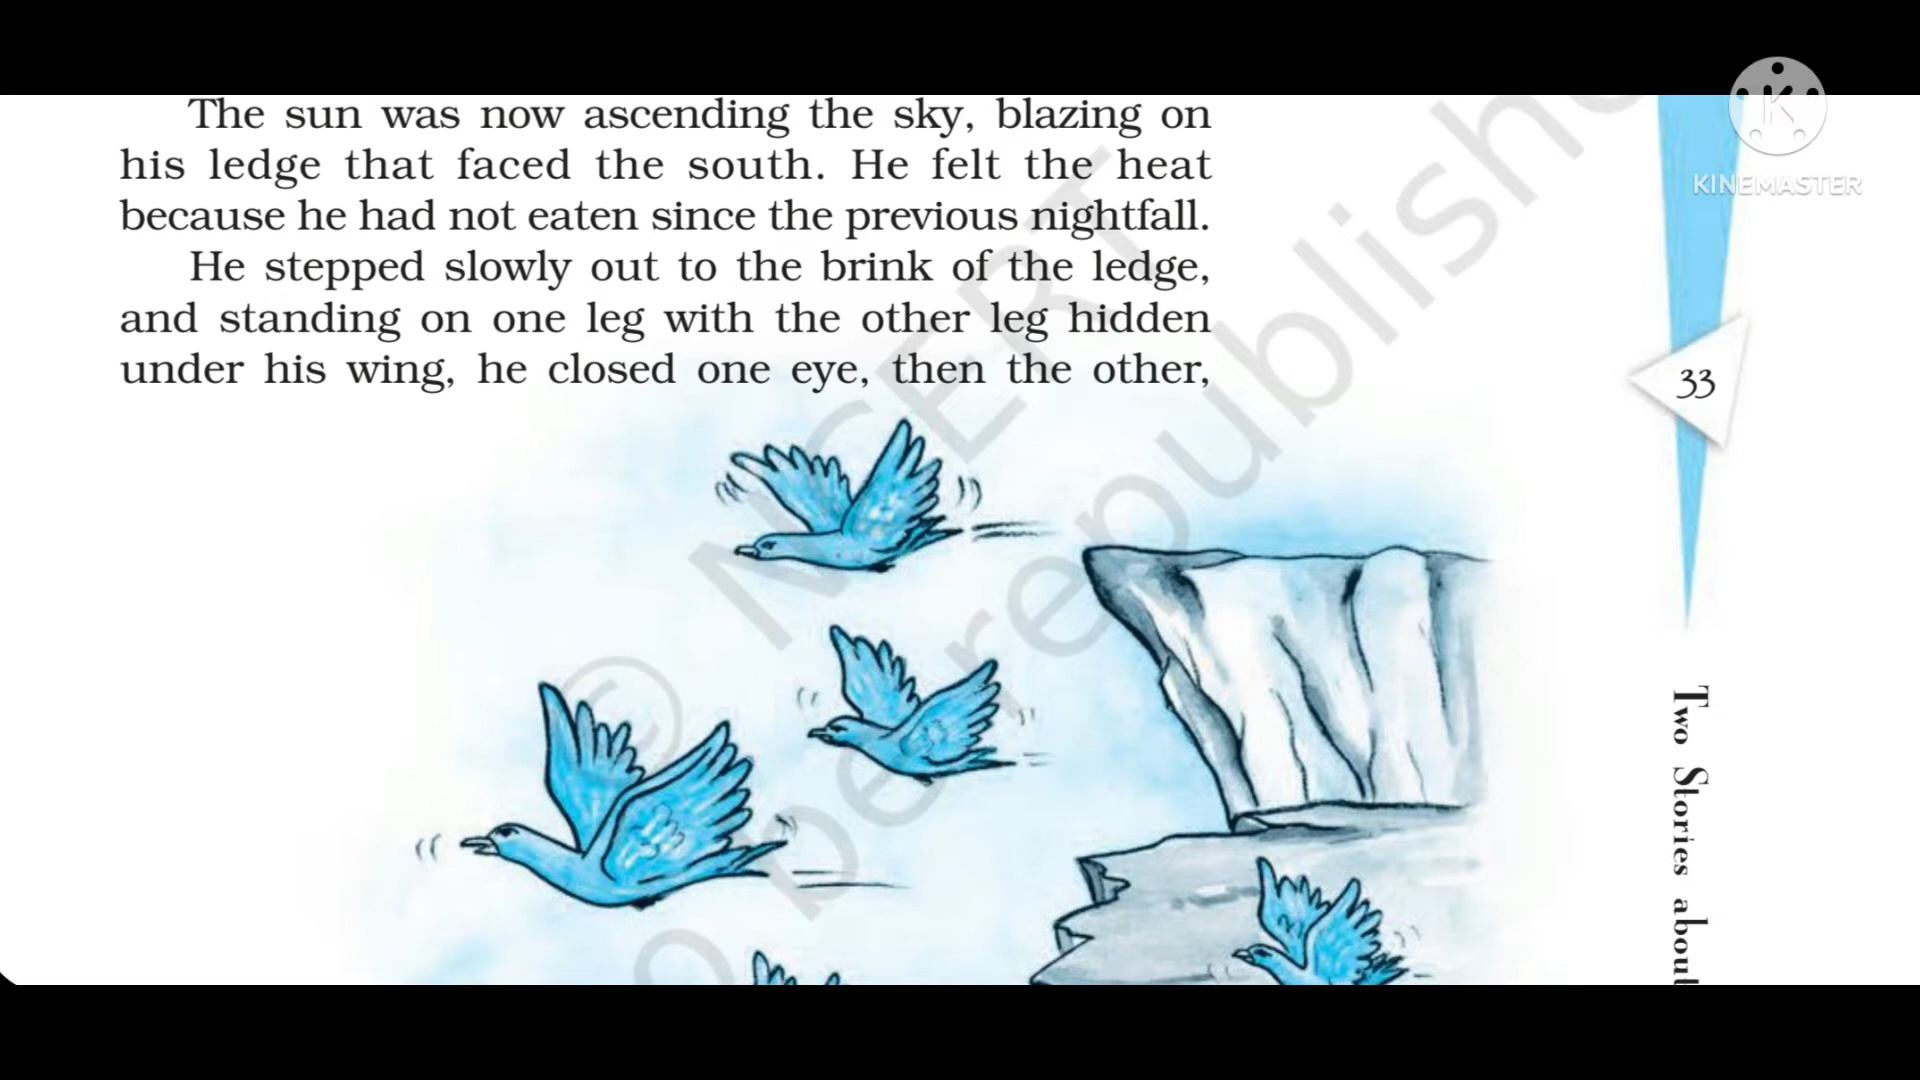 The sun was now ascending the sky, blazing on
his ledge that faced the south. He felt the heat
because he had not eaten since the previous nightfall.
He stepped slowly out to the brink of the ledge,
and standing on one leg with the other leg hidden
under his wing, he closed one eye, then the other,
KINEMASTER
33
Two Stories about
© NCERT